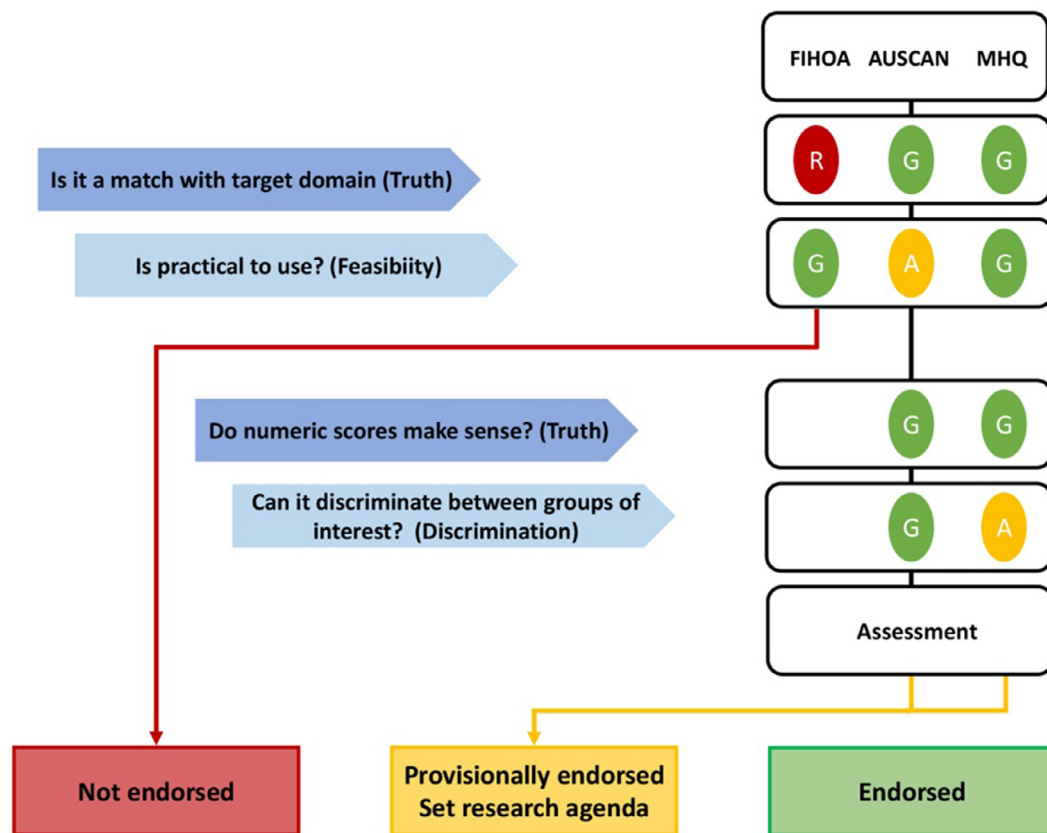 FIHOA AUSCAN MHQ
Is it a match with target domain (Truth)
R G G
Is practical to use? (Feasibiity)
G A G
Do numeric scores make sense? (Truth)
G G
Can it discriminate between groups of
interest? (Discrimination)
G A
Assessment
Not endorsed
Provisionally endorsed
Set research agenda
Endorsed